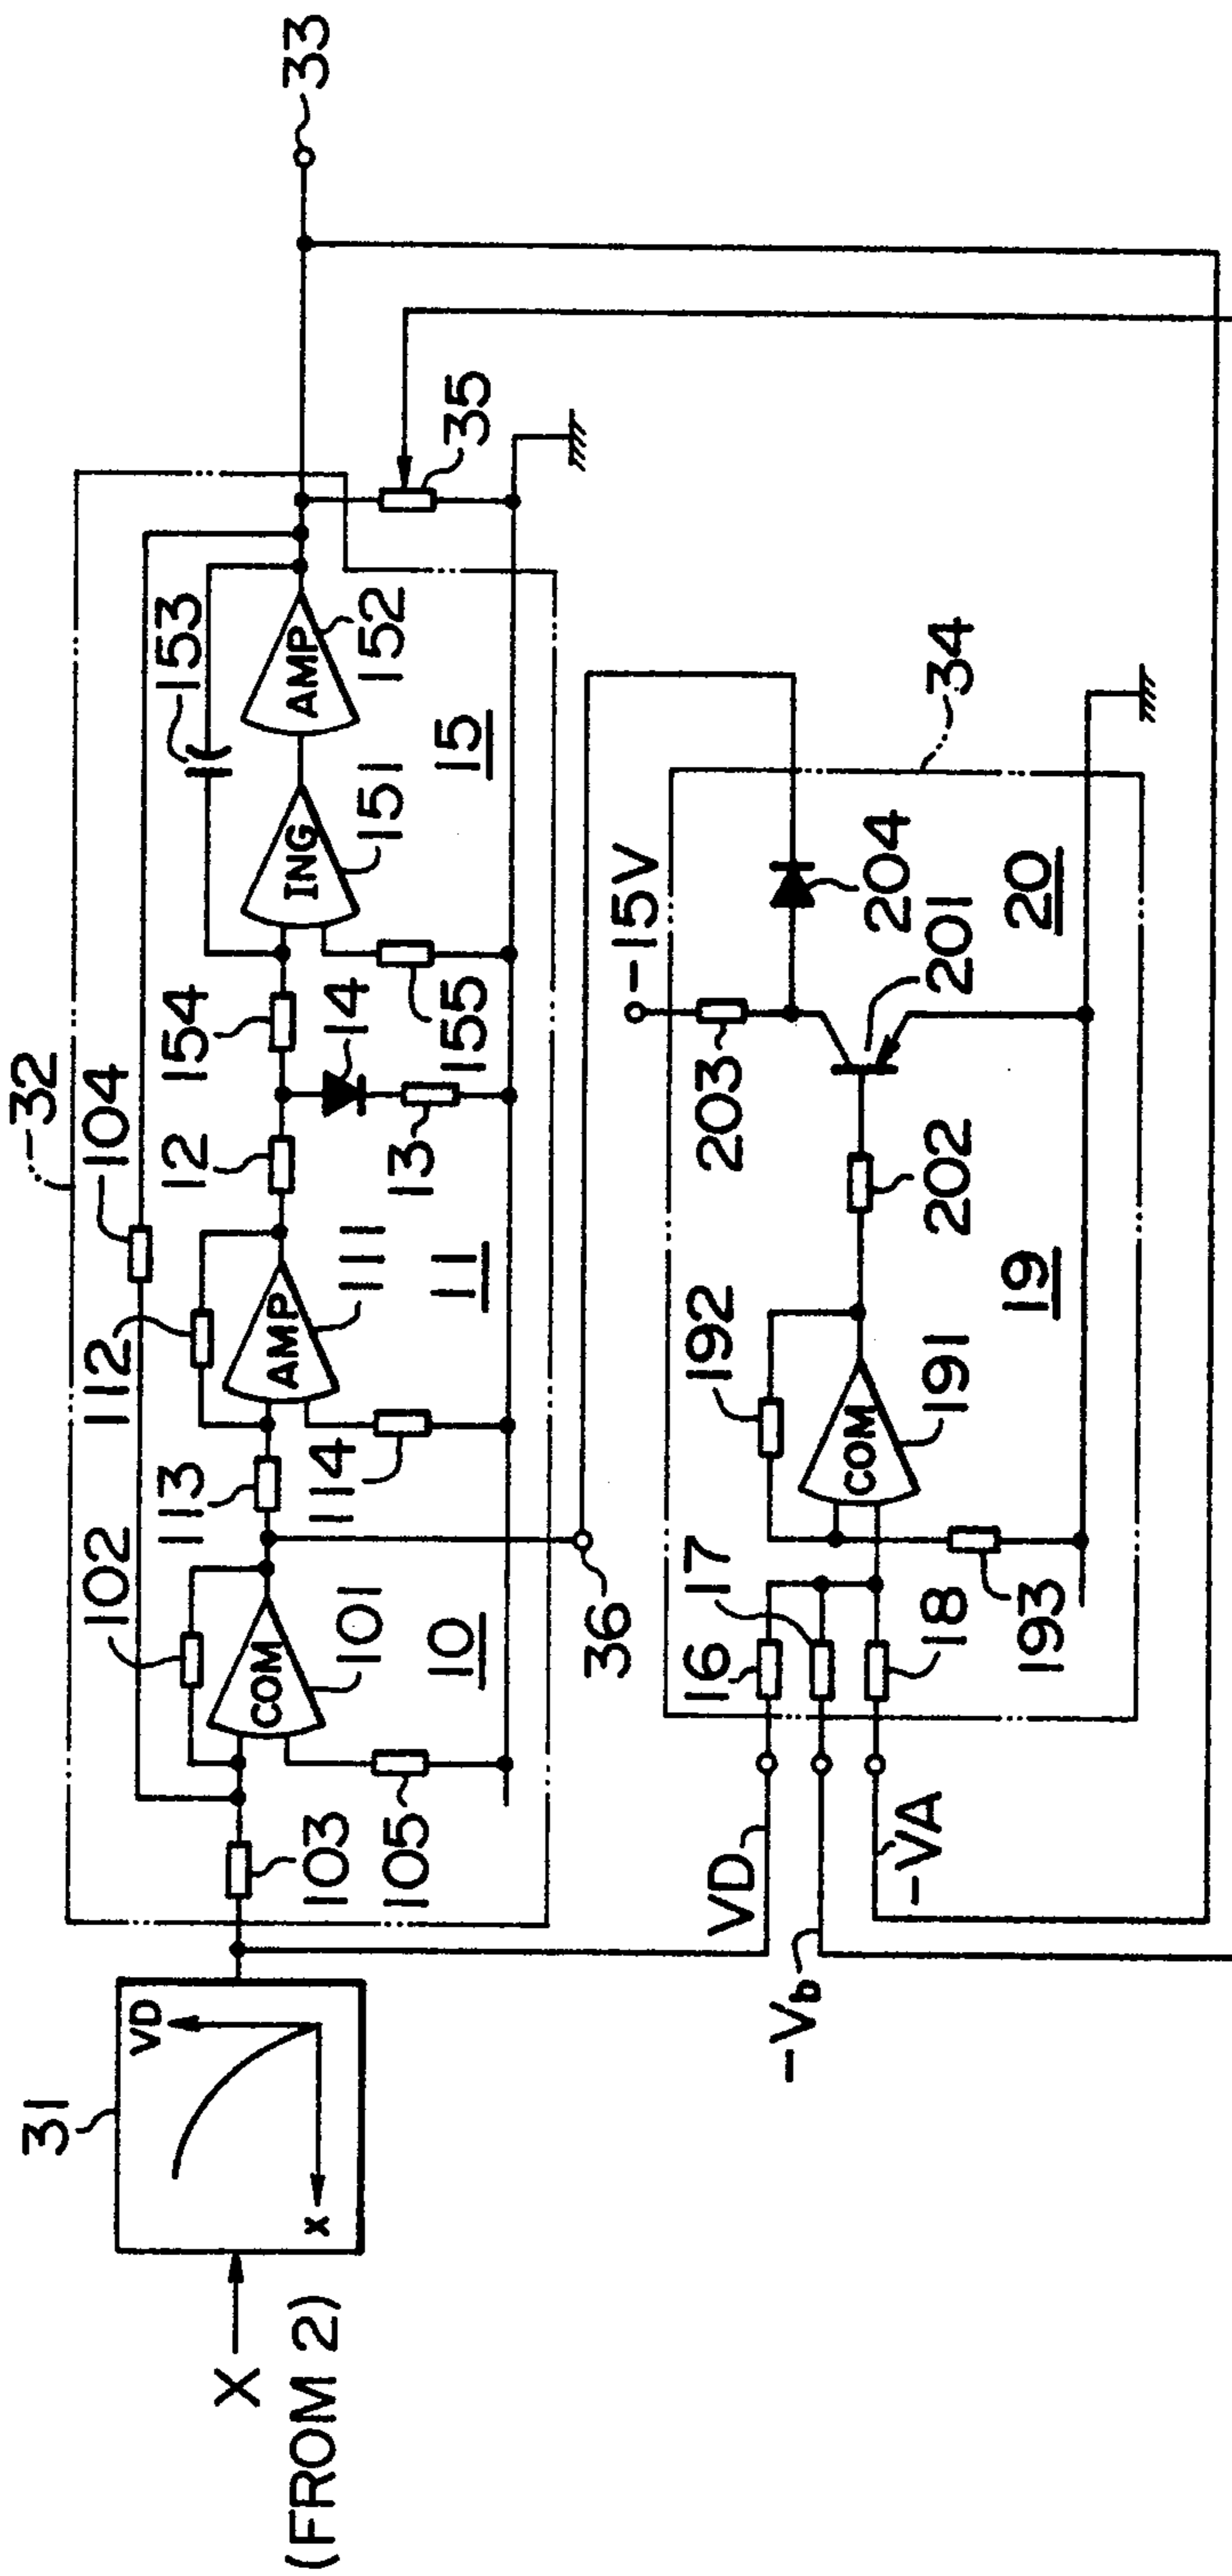 32
104
153
112
102
113
12
154
14
33
31
VD
x
X
(FROM 2)
103
COM
101
105
10
AMP
111
114
11
13
155
ING
151
AMP
152
15
35
36
VD
-Vb
-VA
16
17
18
193
COM
191
192
19
202
203
-15V
201
204
20
34